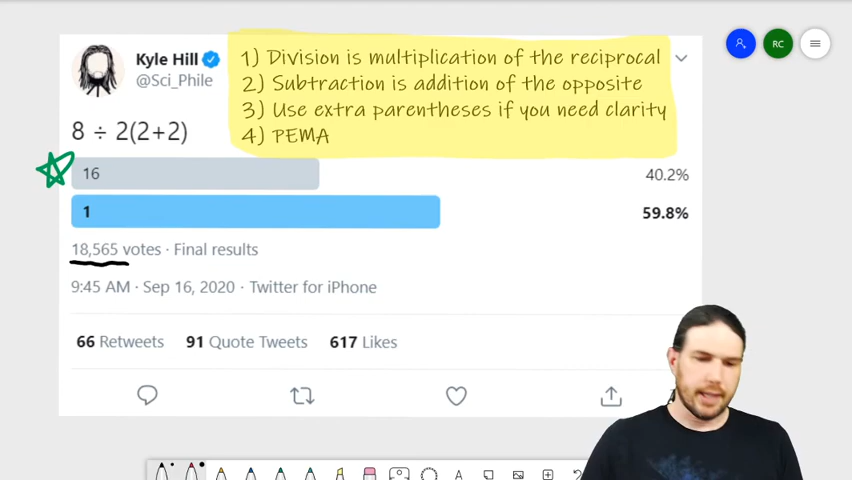 Kyle Hill
@Sci_Phile
1) Division is multiplication of the reciprocal
2) Subtraction is addition of the opposite
3) Use extra parentheses if you need clarity
4) PEMA
8 ÷ 2(2+2)
16 40.2%
1 59.8%
18,565 votes · Final results
9:45 AM · Sep 16, 2020 · Twitter for iPhone
66 Retweets 91 Quote Tweets 617 Likes
RC
A